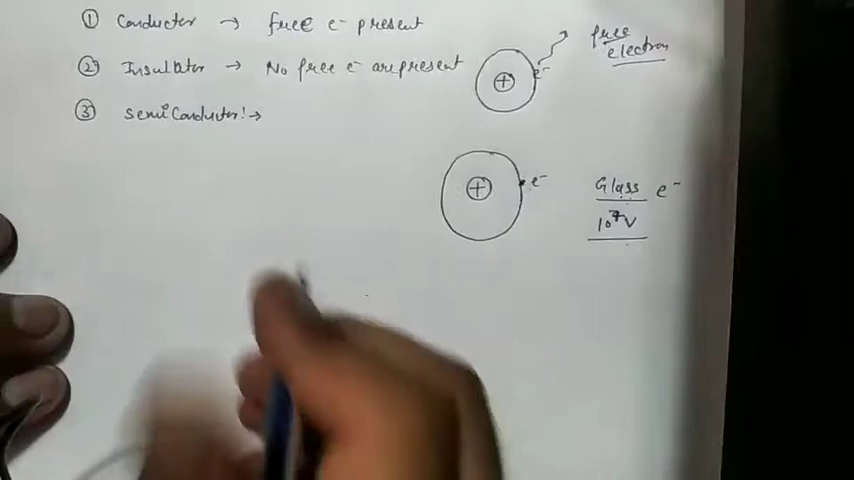 ① Conductor → free e⁻ present
② Insulator → No free e⁻ are present
③ semiConductor:→
free
electron
+ e⁻
+ e⁻
Glass e⁻
10⁷V